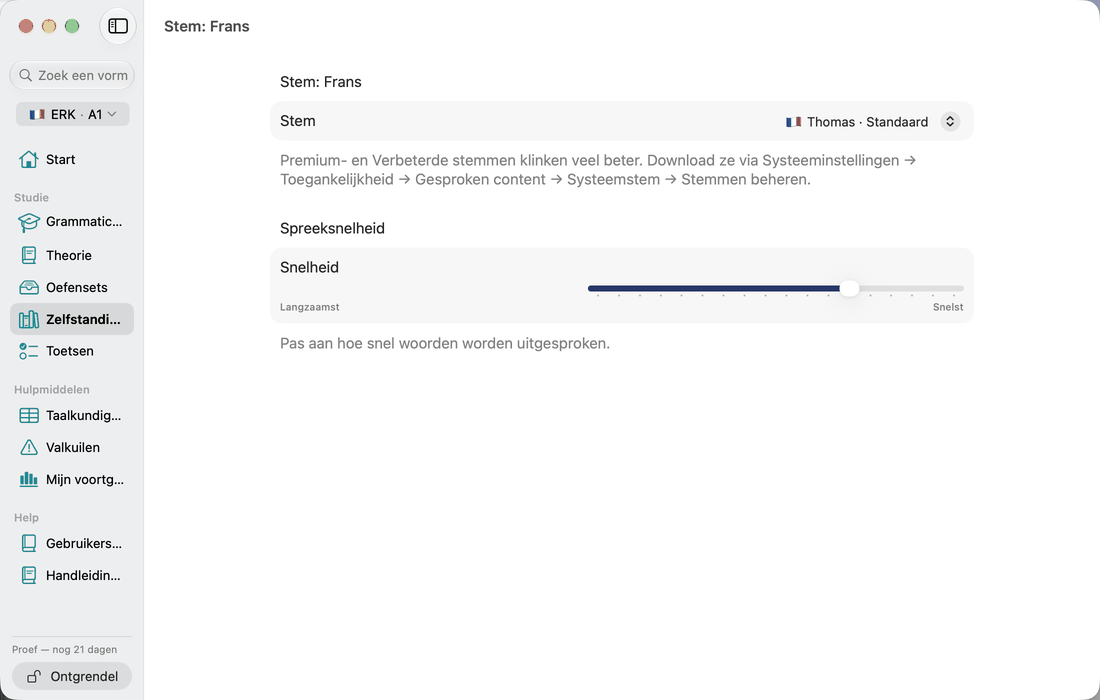 Stem: Frans
Zoek een vorm
ERK · A1
Start
Studie
Grammatic...
Theorie
Oefensets
Zelfstandi...
Toetsen
Hulpmiddelen
Taalkundig...
Valkuilen
Mijn voortg...
Help
Gebruikers...
Handleidin...
Proef — nog 21 dagen
Ontgrendel
Stem: Frans
Stem
Thomas · Standaard
Premium- en Verbeterde stemmen klinken veel beter. Download ze via Systeeminstellingen →
Toegankelijkheid → Gesproken content → Systeemstem → Stemmen beheren.
Spreeksnelheid
Snelheid
Langzaamst
Snelst
Pas aan hoe snel woorden worden uitgesproken.